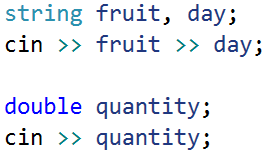 string fruit, day;
cin >> fruit >> day;
double quantity;
cin >> quantity;